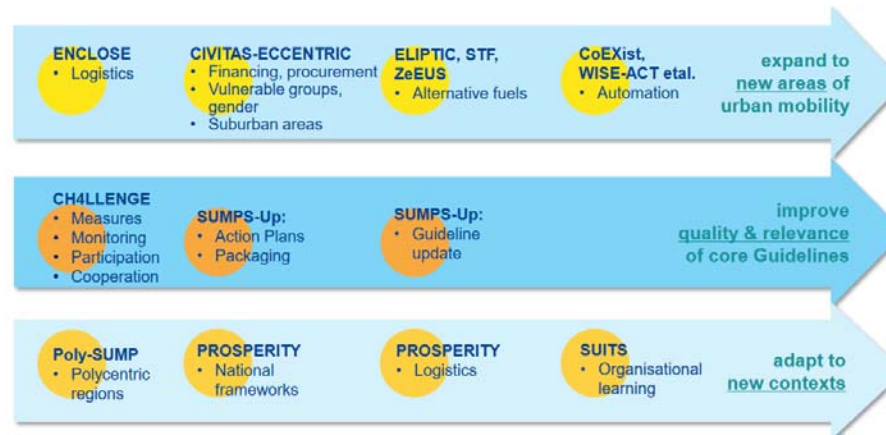 ENCLOSE
• Logistics
CIVITAS-ECCENTRIC
• Financing, procurement
• Vulnerable groups,
gender
• Suburban areas
ELIPTIC, STF,
ZeEUS
• Alternative fuels
CoEXist,
WISE-ACT etal.
• Automation
expand to
new areas of
urban mobility
CH4LLENGE
• Measures
• Monitoring
• Participation
• Cooperation
SUMPS-Up:
• Action Plans
• Packaging
SUMPS-Up:
• Guideline
update
improve
quality & relevance
of core Guidelines
Poly-SUMP
• Polycentric
regions
PROSPERITY
• National
frameworks
PROSPERITY
• Logistics
SUITS
• Organisational
learning
adapt to
new contexts